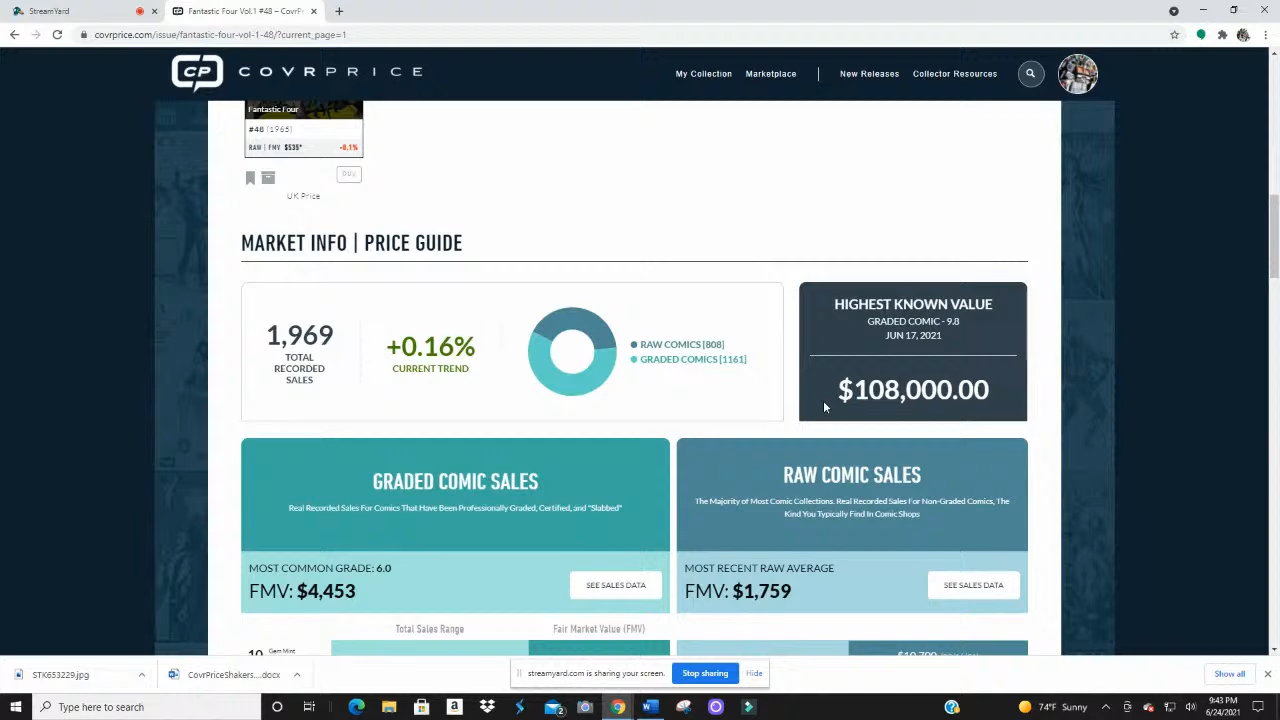 StreamYard
Fantastic Four Vol.1 #48 – CovrPr
covrprice.com/issue/fantastic-four-vol-1-48/?current_page=1
CP COVRPRICE
My Collection
Marketplace
New Releases
Collector Resources
Fantastic Four
#48 (1965)
RAW | FMV $535* -0.1%
Buy
UK Price
MARKET INFO | PRICE GUIDE
1,969
TOTAL
RECORDED
SALES
+0.16%
CURRENT TREND
RAW COMICS [808]
GRADED COMICS [1161]
HIGHEST KNOWN VALUE
GRADED COMIC - 9.8
JUN 17, 2021
$108,000.00
GRADED COMIC SALES
Real Recorded Sales For Comics That Have Been Professionally Graded, Certified, and "Slabbed"
MOST COMMON GRADE: 6.0
FMV: $4,453
SEE SALES DATA
RAW COMIC SALES
The Majority of Most Comic Collections. Real Recorded Sales For Non-Graded Comics, The
Kind You Typically Find In Comic Shops
MOST RECENT RAW AVERAGE
FMV: $1,759
SEE SALES DATA
Total Sales Range
Fair Market Value (FMV)
10 Gem Mint
STK653229.jpg
CovrPriceShakers....docx
streamyard.com is sharing your screen.
Stop sharing
Hide
Show all
Type here to search
74°F Sunny
9:43 PM
6/24/2021